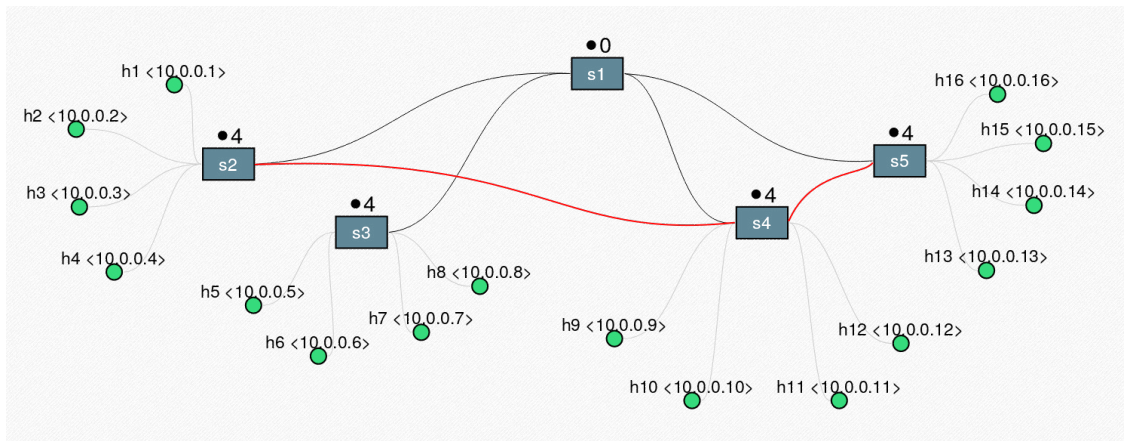 ●0
s1
h1 <10.0.0.1>
h16 <10.0.0.16>
h2 <10.0.0.2>
●4
s2
●4
s5
h15 <10.0.0.15>
h3 <10.0.0.3>
h14 <10.0.0.14>
●4
s3
●4
s4
h4 <10.0.0.4>
h13 <10.0.0.13>
h8 <10.0.0.8>
h5 <10.0.0.5>
h7 <10.0.0.7>
h9 <10.0.0.9>
h12 <10.0.0.12>
h6 <10.0.0.6>
h10 <10.0.0.10>
h11 <10.0.0.11>